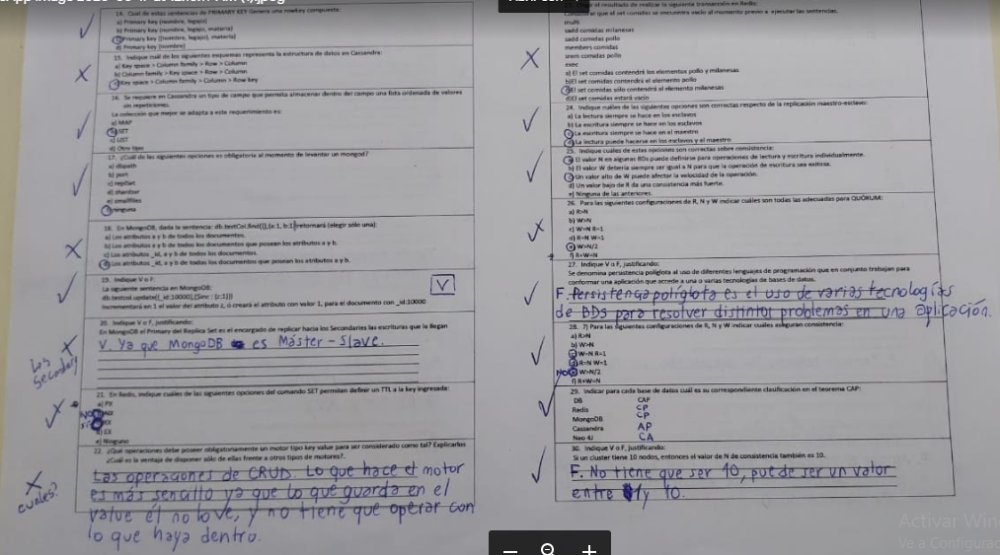 14. Cual de estas sentencias de PRIMARY KEY Genera una rowkey compuesta:
a) Primary key (nombre, legajo)
b) Primary key (nombre, legajo, materia)
Primary key ((nombre, legajo), materia)
d) Primary key (nombre)
15. Indique cuál de los siguientes esquemas representa la estructura de datos en Cassandra:
a) Key space > Column family > Row > Column
b) Column family > Key space > Row > Column
Key space > Column family > Column > Row key
16. Se requiere en Cassandra un tipo de campo que permita almacenar dentro del campo una lista ordenada de valores
sin repeticiones.
La colección que mejor se adapta a este requerimiento es:
a) MAP
SET
c) LIST
d) Otro tipo
17. ¿Cuál de las siguientes opciones es obligatoria al momento de levantar un mongod?
a) dbpath
b) port
c) replSet
d) shardsvr
e) smallfiles
ninguna
18. En MongoDB, dada la sentencia: db.testCol.find({},{a:1, b:1})retornará (elegir sólo una):
a) Los atributos a y b de todos los documentos.
b) Los atributos a y b de todos los documentos que posean los atributos a y b.
c) Los atributos _id, a y b de todos los documentos.
Los atributos _id, a y b de todos los documentos que posean los atributos a y b.
19. Indique V o F:
V
La siguiente sentencia en MongoDB:
db.testcol.update({_id:10000},{$inc : {c:1}})
Incrementará en 1 el valor del atributo c, ó creará el atributo con valor 1, para el documento con _id:10000
20. Indique V o F, justificando:
En MongoDB el Primary del Replica Set es el encargado de replicar hacia los Secundarios las escrituras que le llegan
V. Ya que MongoDB es Máster - Slave.
los
Secondary
21. En Redis, indique cuáles de las siguientes opciones del comando SET permiten definir un TTL a la key ingresada:
a) PX
NO NX
Si XX
d) EX
e) Ninguno
22. ¿Qué operaciones debe poseer obligatoriamente un motor tipo key value para ser considerado como tal? Explicarlos
¿Cuál es la ventaja de disponer sólo de ellas frente a otros tipos de motores?.
Las operaciones de CRUD. Lo que hace el motor
es más sencillo ya que lo que guarda en el
value él no lo ve, y no tiene que operar con
lo que haya dentro.
cuales?
el resultado de realizar la siguiente transacción en Redis:
que el set comidas se encuentra vacío al momento previo a ejecutar las sentencias.
multi
sadd comidas milanesas
sadd comidas pollo
members comidas
srem comidas pollo
exec
a) El set comidas contendrá los elementos pollo y milanesas
b)El set comidas contendrá el elemento pollo
El set comidas sólo contendrá el elemento milanesas
d)El set comidas estará vacío
24. Indique cuáles de las siguientes opciones son correctas respecto de la replicación maestro-esclavo:
a) La lectura siempre se hace en los esclavos
b) La escritura siempre se hace en los esclavos
La escritura siempre se hace en el maestro
La lectura puede hacerse en los esclavos y el maestro
25. Indique cuáles de estas opciones son correctas sobre consistencia:
El valor N en algunas BDs puede definirse para operaciones de lectura y escritura individualmente.
b) El valor W debería siempre ser igual a N para que la operación de escritura sea exitosa.
Un valor alto de W puede afectar la velocidad de la operación.
d) Un valor bajo de R da una consistencia más fuerte.
e) Ninguna de las anteriores.
26. Para las siguientes configuraciones de R, N y W indicar cuáles son todas las adecuadas para QUÓRUM:
a) R>N
b) W>N
c) W=N R=1
d) R=N W=1
W>N/2
f) R+W>N
27. Indique V o F, justificando:
Se denomina persistencia políglota al uso de diferentes lenguajes de programación que en conjunto trabajan para
conformar una aplicación que accede a una o varias tecnologías de bases de datos.
F. Persistencia políglota es el uso de varias tecnologías
de BDs para resolver distintos problemas en una aplicación.
28. 7) Para las siguientes configuraciones de R, N y W indicar cuáles aseguran consistencia:
a) R>N
b) W>N
W=N R=1
R=N W=1
NO W>N/2
f) R+W>N
29. Indicar para cada base de datos cuál es su correspondiente clasificación en el teorema CAP:
DB CAP
Redis CP
MongoDB CP
Cassandra AP
Neo 4J CA
30. Indique V o F, justificando:
Si un cluster tiene 10 nodos, entonces el valor de N de consistencia también es 10.
F. No tiene que ser 10, puede ser un valor
entre 1 y 10.
Activar Win
Ve a Configura